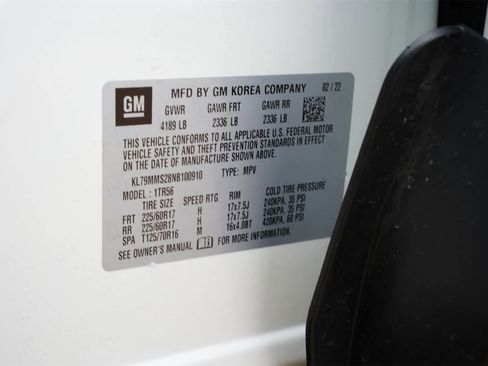 GM
MFD BY GM KOREA COMPANY 02 / 22
GVWR GAWR FRT GAWR RR
4189 LB 2336 LB 2336 LB
THIS VEHICLE CONFORMS TO ALL APPLICABLE U.S. FEDERAL MOTOR
VEHICLE SAFETY AND THEFT PREVENTION STANDARDS IN EFFECT
ON THE DATE OF MANUFACTURE SHOWN ABOVE.
KL79MMS28NB100910 TYPE: MPV
MODEL: 1TR56
TIRE SIZE SPEED RTG RIM COLD TIRE PRESSURE
FRT 225/60R17 H 17x7.5J 240KPA, 35 PSI
RR 225/60R17 H 17x7.5J 240KPA, 35 PSI
SPA T125/70R16 M 16x4.0BT 420KPA, 60 PSI
SEE OWNER'S MANUAL FOR MORE INFORMATION.